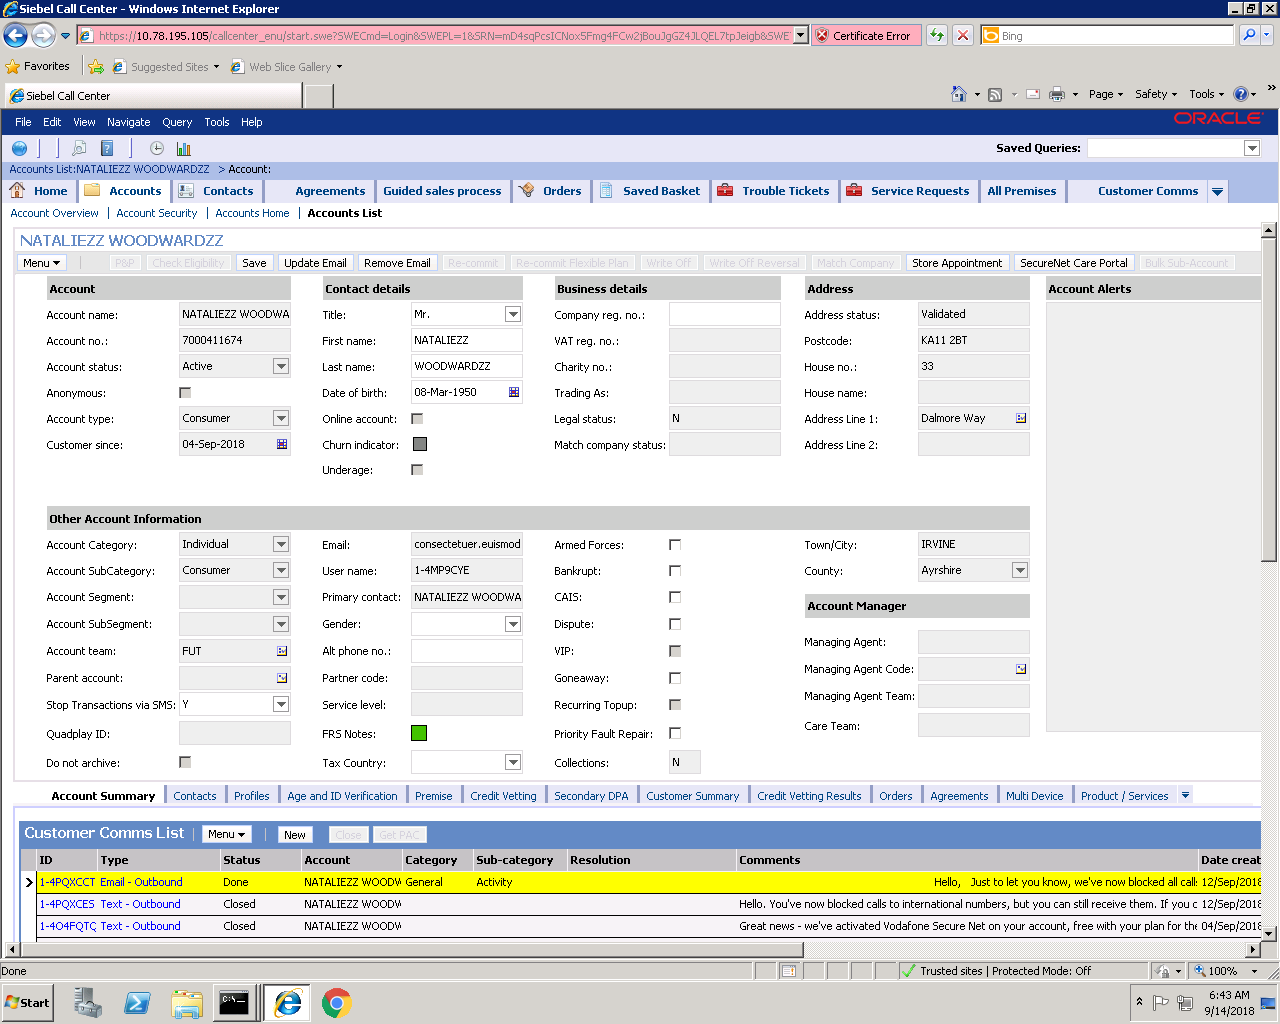 Siebel Call Center - Windows Internet Explorer
https://10.78.195.105/callcenter_enu/start.swe?SWECmd=Login&SWEPL=1&SRN=mD4sqPcsICNox5Fmg4FCw2jBouJgGZ4JLQEL7tpJeigb&SWE Certificate Error Bing
Favorites Suggested Sites Web Slice Gallery
Siebel Call Center Page Safety Tools »
File Edit View Navigate Query Tools Help ORACLE
Saved Queries:
Accounts List:NATALIEZZ WOODWARDZZ > Account:
Home Accounts Contacts Agreements Guided sales process Orders Saved Basket Trouble Tickets Service Requests All Premises Customer Comms
Account Overview | Account Security | Accounts Home | Accounts List
NATALIEZZ WOODWARDZZ
Menu P&P Check Eligibility Save Update Email Remove Email Re-commit Re-commit Flexible Plan Write Off Write Off Reversal Match Company Store Appointment SecureNet Care Portal Bulk Sub-Account
Account Contact details Business details Address Account Alerts
Account name: NATALIEZZ WOODWA Title: Mr. Company reg. no.: Address status: Validated
Account no.: 7000411674 First name: NATALIEZZ VAT reg. no.: Postcode: KA11 2BT
Account status: Active Last name: WOODWARDZZ Charity no.: House no.: 33
Anonymous: Date of birth: 08-Mar-1950 Trading As: House name:
Account type: Consumer Online account: Legal status: N Address Line 1: Dalmore Way
Customer since: 04-Sep-2018 Churn indicator: Match company status: Address Line 2:
Underage:
Other Account Information
Account Category: Individual Email: consectetuer.euismod Armed Forces: Town/City: IRVINE
Account SubCategory: Consumer User name: 1-4MP9CYE Bankrupt: County: Ayrshire
Account Segment: Primary contact: NATALIEZZ WOODWA CAIS: Account Manager
Account SubSegment: Gender: Dispute:
Account team: FUT Alt phone no.: VIP: Managing Agent:
Parent account: Partner code: Goneaway: Managing Agent Code:
Stop Transactions via SMS: Y Service level: Recurring Topup: Managing Agent Team:
Quadplay ID: FRS Notes: Priority Fault Repair: Care Team:
Do not archive: Tax Country: Collections: N
Account Summary Contacts Profiles Age and ID Verification Premise Credit Vetting Secondary DPA Customer Summary Credit Vetting Results Orders Agreements Multi Device Product / Services
Customer Comms List Menu New Close Get PAC
ID Type Status Account Category Sub-category Resolution Comments Date creat
1-4PQXCCT Email - Outbound Done NATALIEZZ WOODW General Activity Hello, Just to let you know, we've now blocked all call: 12/Sep/2018
1-4PQXCES Text - Outbound Closed NATALIEZZ WOODW Hello. You've now blocked calls to international numbers, but you can still receive them. If you c 12/Sep/2018
1-4O4FQTC Text - Outbound Closed NATALIEZZ WOODW Great news - we've activated Vodafone Secure Net on your account, free with your plan for the 04/Sep/2018
Done Trusted sites | Protected Mode: Off 100%
Start 6:43 AM
9/14/2018